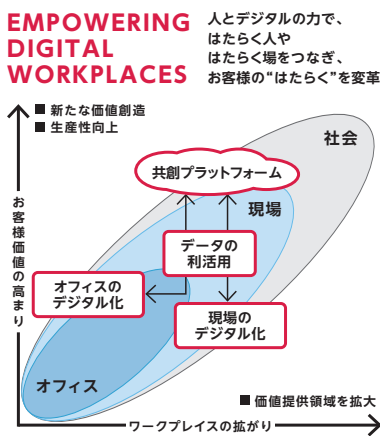 EMPOWERING
DIGITAL
WORKPLACES
人とデジタルの力で、
はたらく人や
はたらく場をつなぎ、
お客様の“はたらく”を変革
■ 新たな価値創造
■ 生産性向上
社会
共創プラットフォーム
現場
お客様価値の高まり
データの
利活用
オフィスの
デジタル化
現場の
デジタル化
オフィス
■ 価値提供領域を拡大
ワークプレイスの拡がり